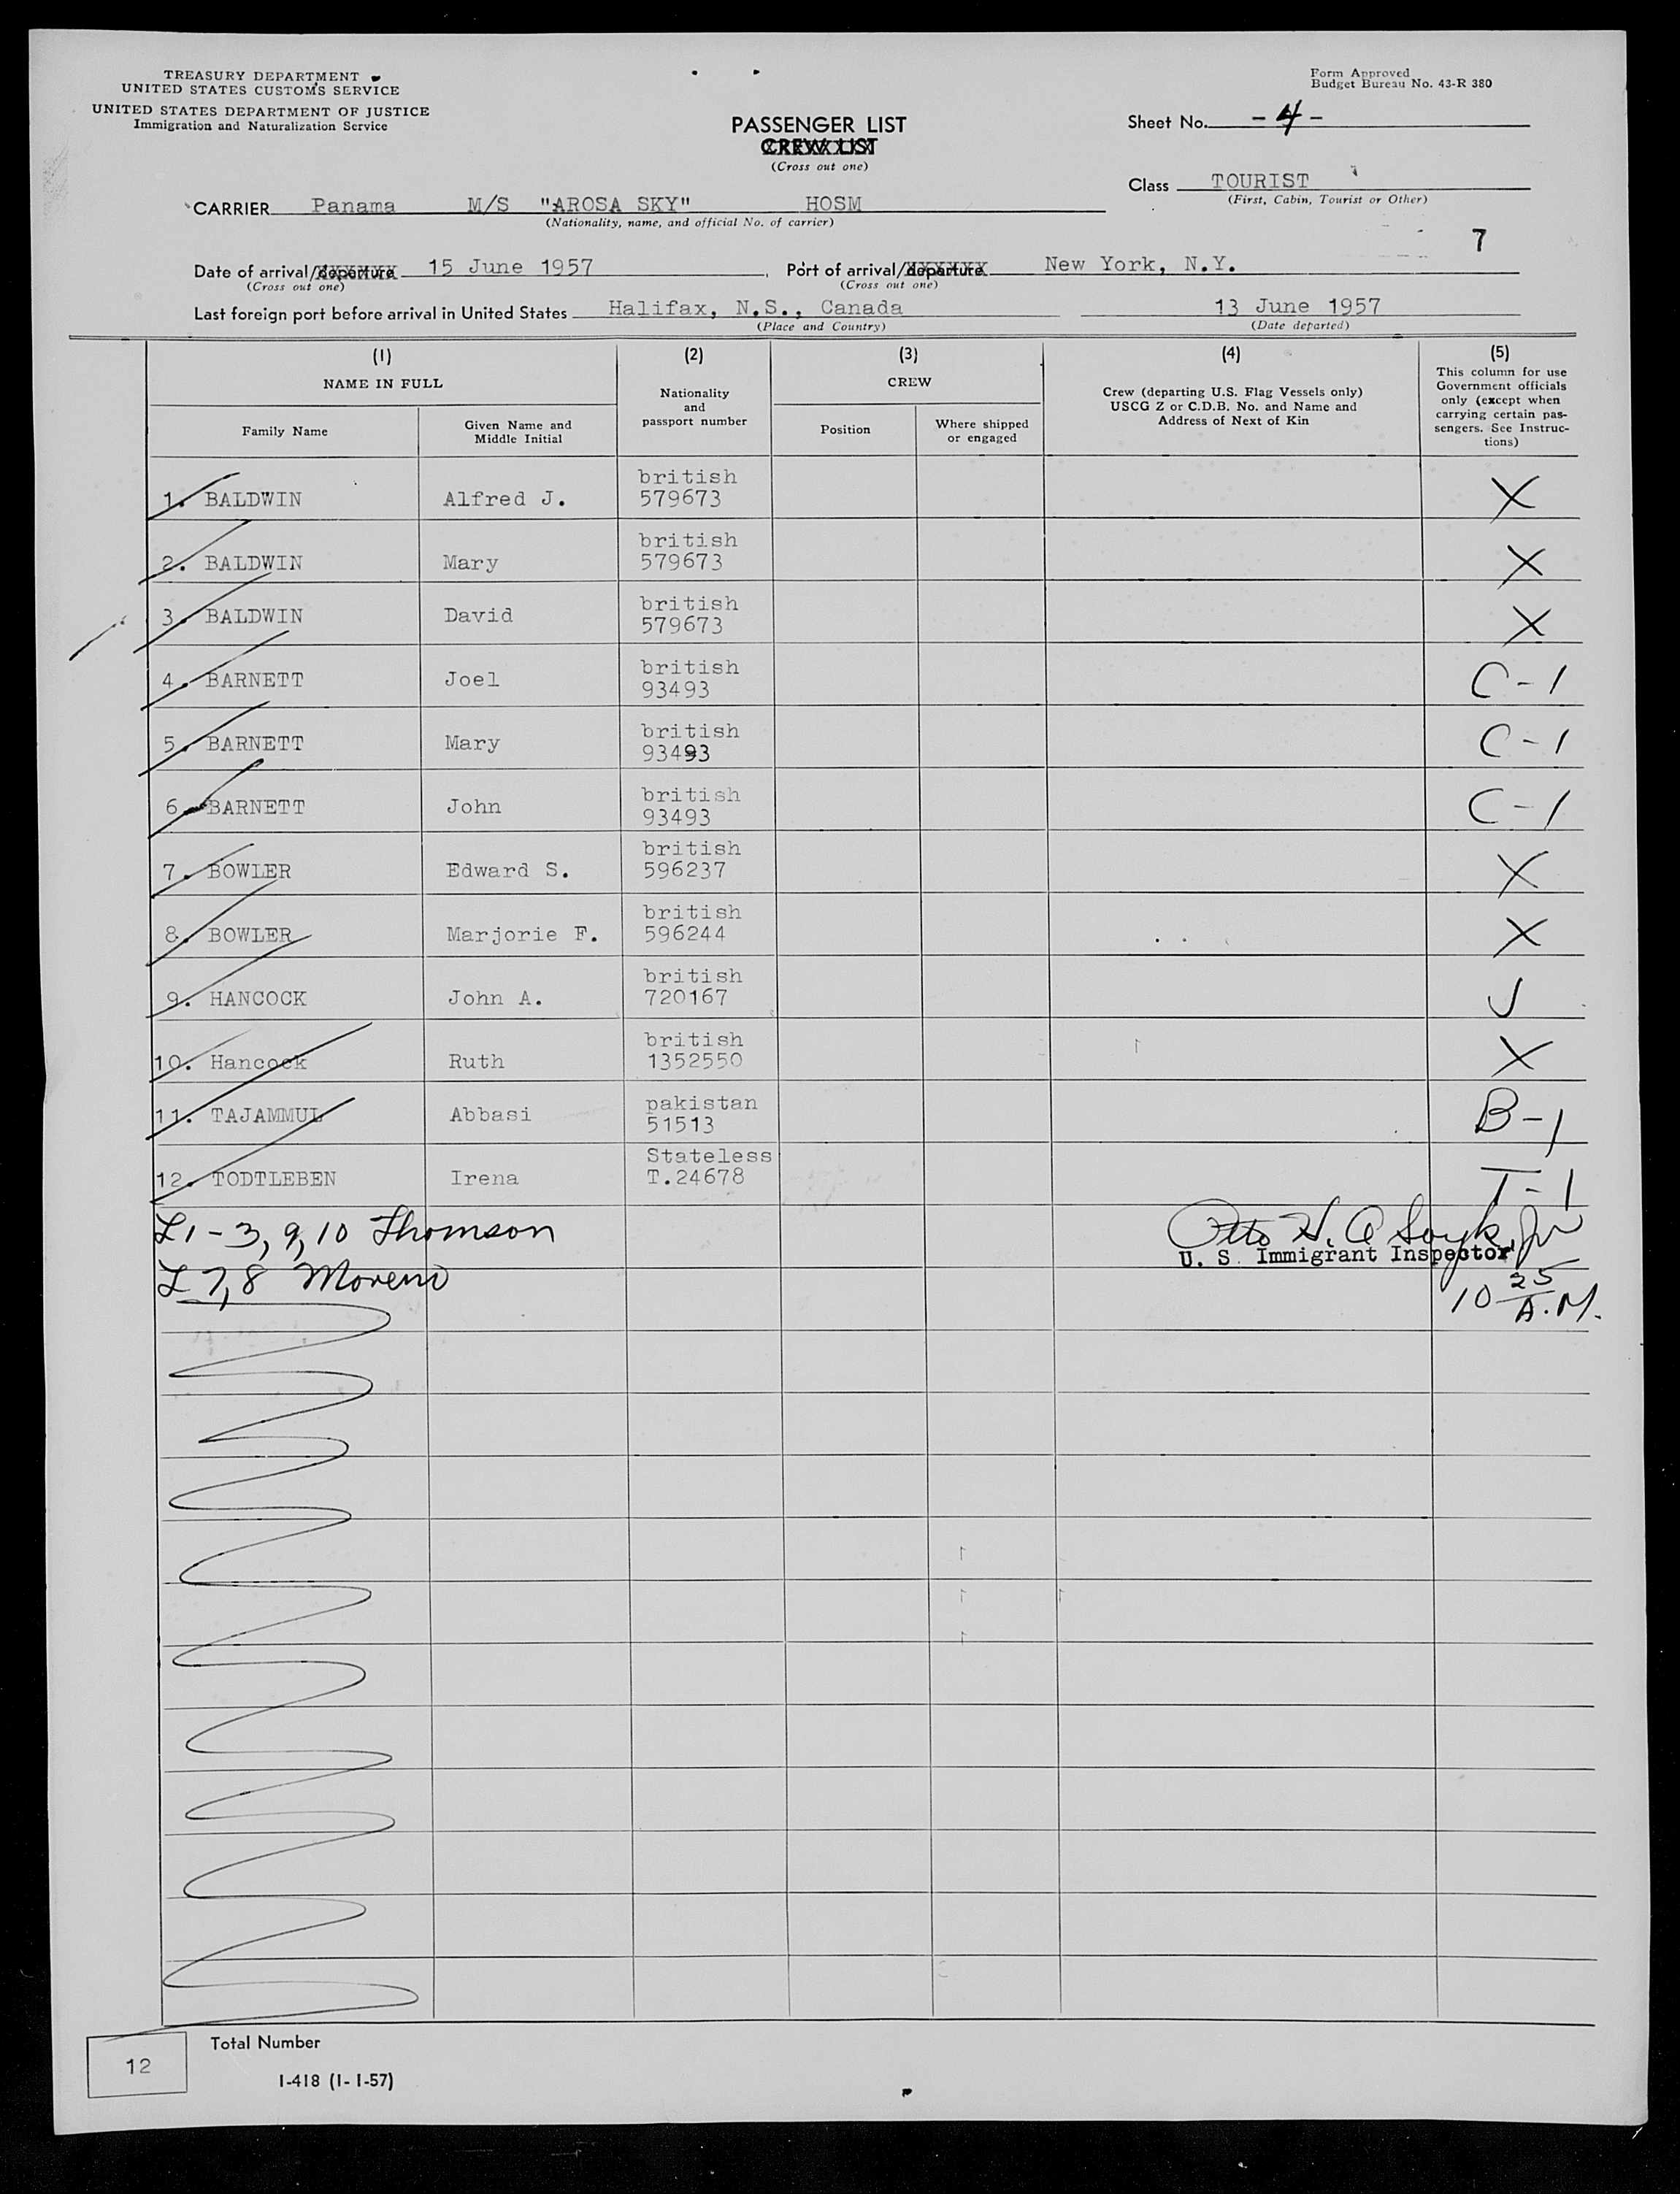 TREASURY DEPARTMENT
UNITED STATES CUSTOMS SERVICE
UNITED STATES DEPARTMENT OF JUSTICE
Immigration and Naturalization Service
Form Approved
Budget Bureau No. 43-R 380
PASSENGER LIST
CREW LIST
(Cross out one)
Sheet No. -4-
Class TOURIST
(First, Cabin, Tourist or Other)
CARRIER Panama M/S "AROSA SKY" HOSM
(Nationality, name, and official No. of carrier)
7
Date of arrival/departure 15 June 1957, Port of arrival/departure New York, N.Y.
(Cross out one) (Cross out one)
Last foreign port before arrival in United States Halifax, N.S., Canada 13 June 1957
(Place and Country) (Date departed)
(1) (2) (3) (4) (5)
NAME IN FULL
Family Name
Given Name and
Middle Initial
Nationality
and
passport number
CREW
Position
Where shipped
or engaged
Crew (departing U.S. Flag Vessels only)
USCG Z or C.D.B. No. and Name and
Address of Next of Kin
This column for use
Government officials
only (except when
carrying certain pas-
sengers. See Instruc-
tions)
british
1. BALDWIN Alfred J. 579673 X
british
2. BALDWIN Mary 579673 X
british
3. BALDWIN David 579673 X
british
4. BARNETT Joel 93493 C-1
british
5. BARNETT Mary 93493 C-1
british
6. BARNETT John 93493 C-1
british
7. BOWLER Edward S. 596237 X
british
8. BOWLER Marjorie F. 596244 X
british
9. HANCOCK John A. 720167
british
10. Hancock Ruth 1352550 X
pakistan
11. TAJAMMUL Abbasi 51513 B-1
Stateless
12. TODTLEBEN Irena T.24678 T-1
L1-3, 9, 10 Thomson
Otto H. A
U. S. Immigrant Inspector
L 7, 8 Moreno
10 25 A.M.
12
Total Number
I-418 (1-1-57)